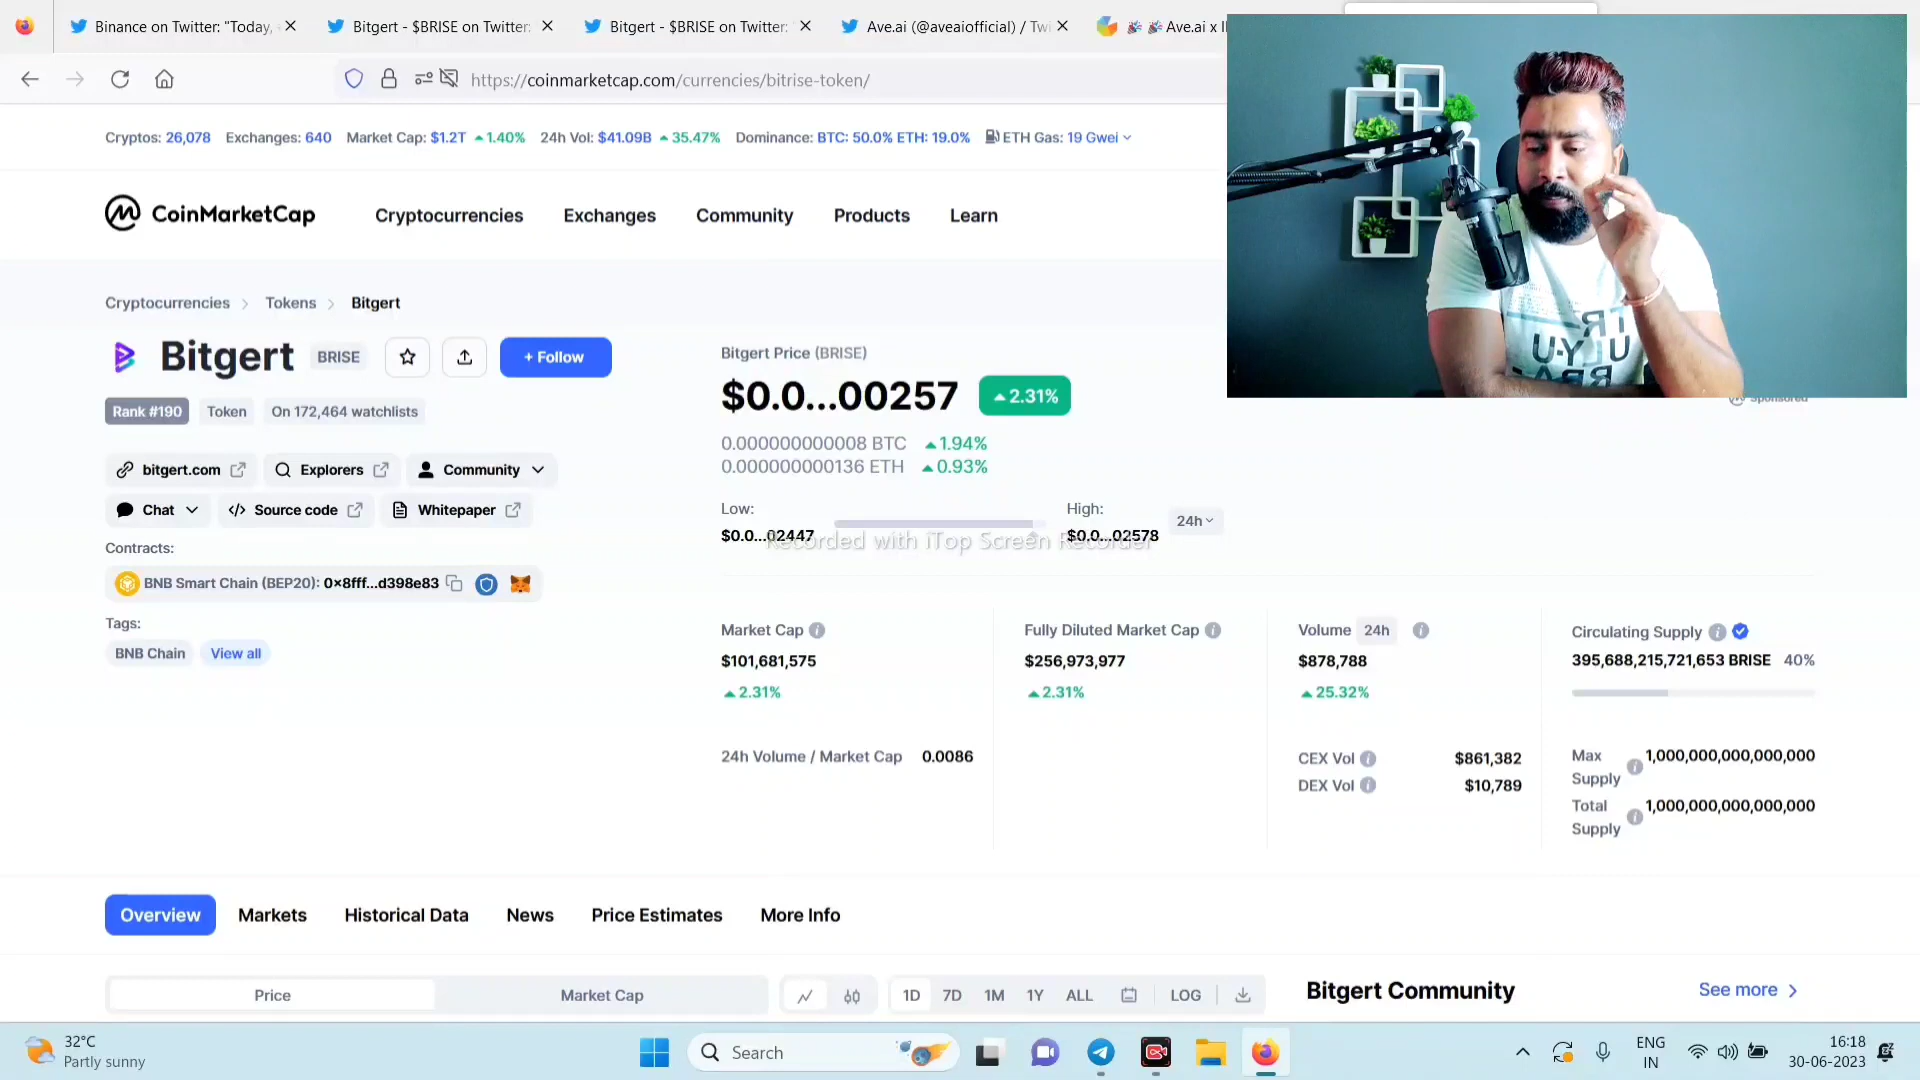 Binance on Twitter: "Today,
Bitgert - $BRISE on Twitter:
Bitgert - $BRISE on Twitter:
Ave.ai (@aveaiofficial) / Twi
Ave.ai x
https://coinmarketcap.com/currencies/bitrise-token/
Cryptos: 26,078 Exchanges: 640 Market Cap: $1.2T 1.40% 24h Vol: $41.09B 35.47% Dominance: BTC: 50.0% ETH: 19.0% ETH Gas: 19 Gwei
CoinMarketCap Cryptocurrencies Exchanges Community Products Learn
Cryptocurrencies > Tokens > Bitgert
Bitgert BRISE + Follow
Rank #190 Token On 172,464 watchlists
bitgert.com Explorers Community
Chat Source code Whitepaper
Contracts:
BNB Smart Chain (BEP20): 0x8fff...d398e83
Tags:
BNB Chain View all
Bitgert Price (BRISE)
$0.0...00257 2.31%
0.000000000008 BTC 1.94%
0.000000000136 ETH 0.93%
Low:
$0.0...02447
High:
$0.0...02578
24h
Recorded with iTop Screen Recorder
Sponsored
Market Cap
$101,681,575
2.31%
24h Volume / Market Cap 0.0086
Fully Diluted Market Cap
$256,973,977
2.31%
Volume 24h
$878,788
25.32%
CEX Vol $861,382
DEX Vol $10,789
Circulating Supply
395,688,215,721,653 BRISE 40%
Max Supply 1,000,000,000,000,000
Total Supply 1,000,000,000,000,000
Overview Markets Historical Data News Price Estimates More Info
Price Market Cap 1D 7D 1M 1Y ALL LOG
Bitgert Community See more >
32°C
Partly sunny
Search
ENG
IN
16:18
30-06-2023